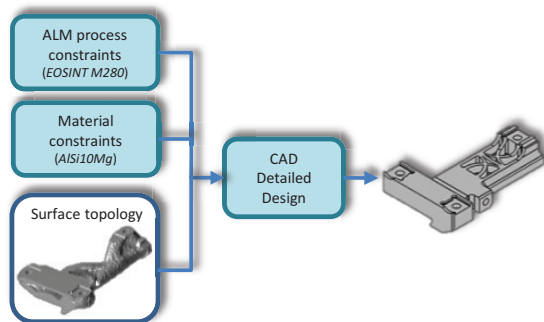 ALM process
constraints
(EOSINT M280)
Material
constraints
(AlSi10Mg)
Surface topology
CAD
Detailed
Design